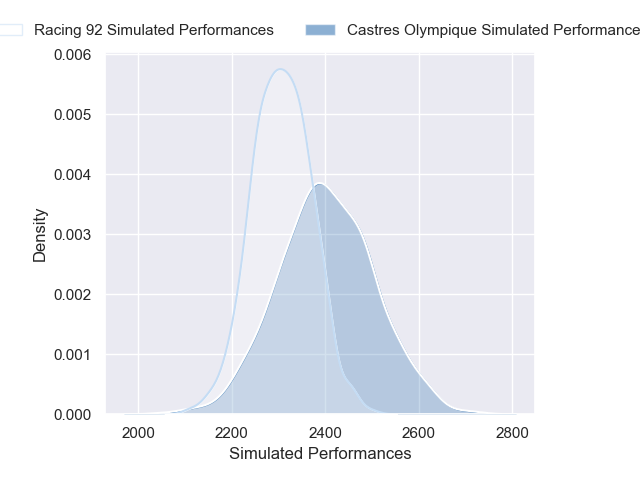 Racing 92 Simulated Performances
Castres Olympique Simulated Performance
0.006
0.005
0.004
0.003
0.002
0.001
0.000
Density
2000 2200 2400 2600 2800
Simulated Performances